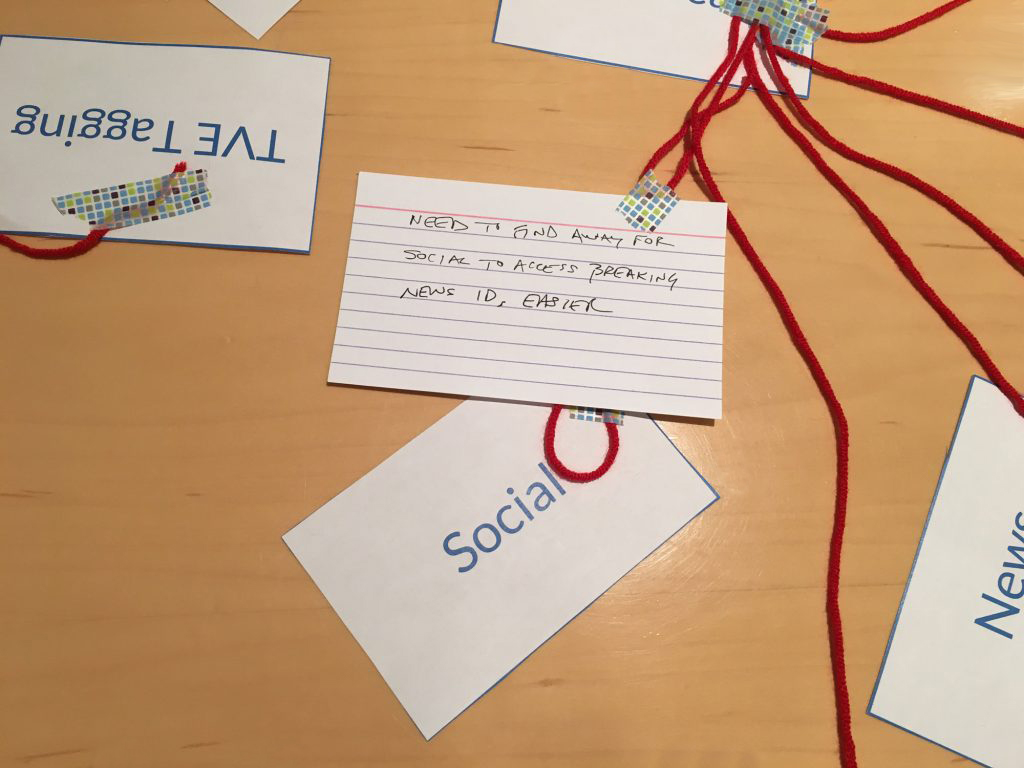 TVE Tagging
NEED TO FIND AWAY FOR
SOCIAL TO ACCESS BREAKING
NEWS ID, EASIER
Social
News